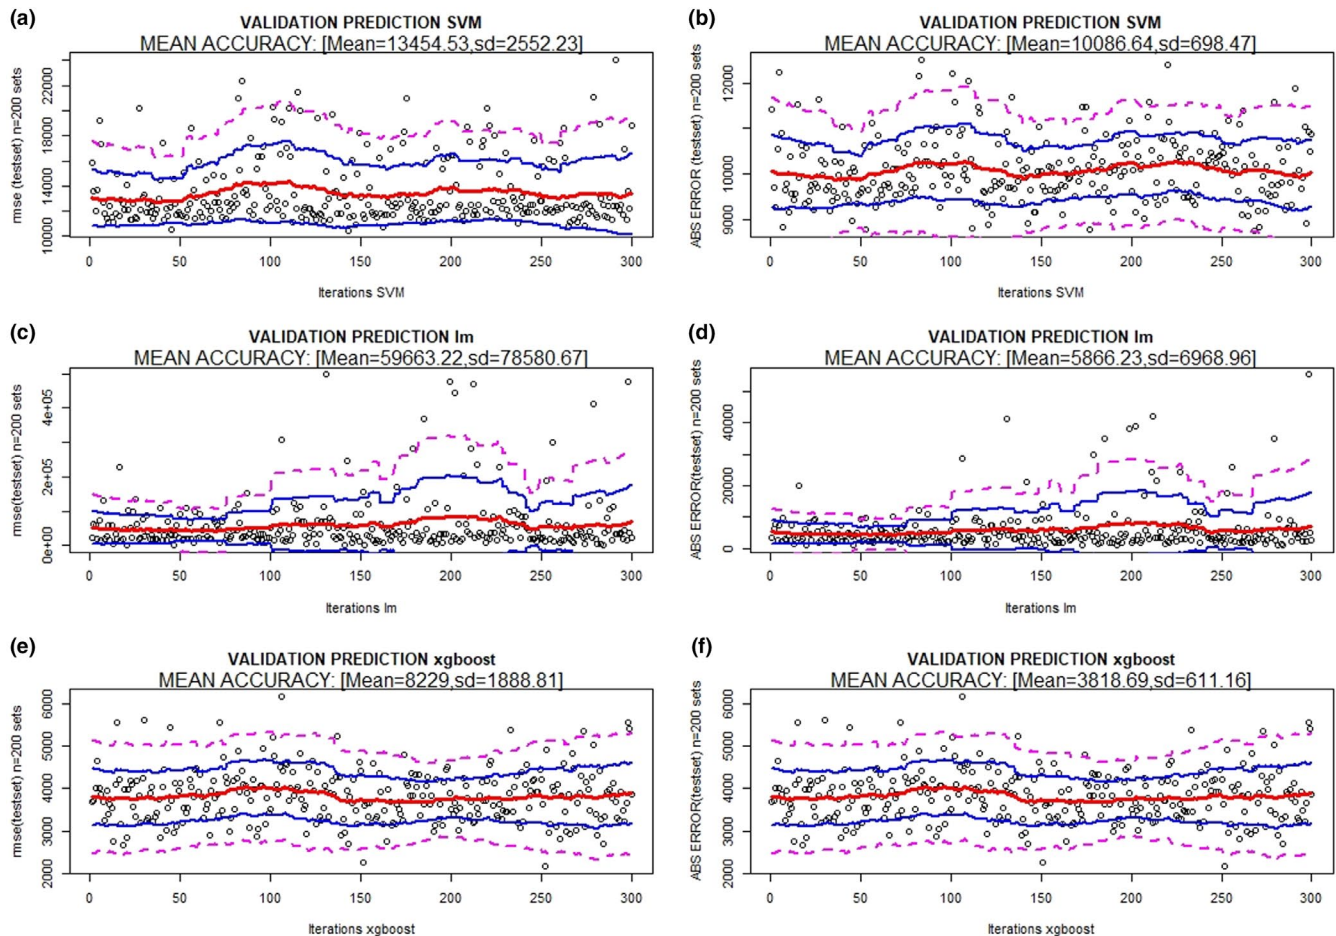 (a)
VALIDATION PREDICTION SVM
MEAN ACCURACY: [Mean=13454.53,sd=2552.23]
mise (testset) n=200 sets
10000 14000 18000 22000
0 50 100 150 200 250 300
Iterations SVM
(b)
VALIDATION PREDICTION SVM
MEAN ACCURACY: [Mean=10086.64,sd=698.47]
ABS ERROR (testset) n=200 sets
9000 10000 12000
0 50 100 150 200 250 300
Iterations SVM
(c)
VALIDATION PREDICTION lm
MEAN ACCURACY: [Mean=59663.22,sd=78580.67]
mise(testset) n=200 sets
0e+00 2e+05 4e+05
0 50 100 150 200 250 300
Iterations lm
(d)
VALIDATION PREDICTION lm
MEAN ACCURACY: [Mean=5866.23,sd=6968.96]
ABS ERROR(testset) n=200 sets
0 20000 40000
0 50 100 150 200 250 300
Iterations lm
(e)
VALIDATION PREDICTION xgboost
MEAN ACCURACY: [Mean=8229,sd=1888.81]
mise(testset) n=200 sets
2000 3000 4000 5000 6000
0 50 100 150 200 250 300
Iterations xgboost
(f)
VALIDATION PREDICTION xgboost
MEAN ACCURACY: [Mean=3818.69,sd=611.16]
ABS ERROR(testset) n=200 sets
2000 3000 4000 5000 6000
0 50 100 150 200 250 300
Iterations xgboost